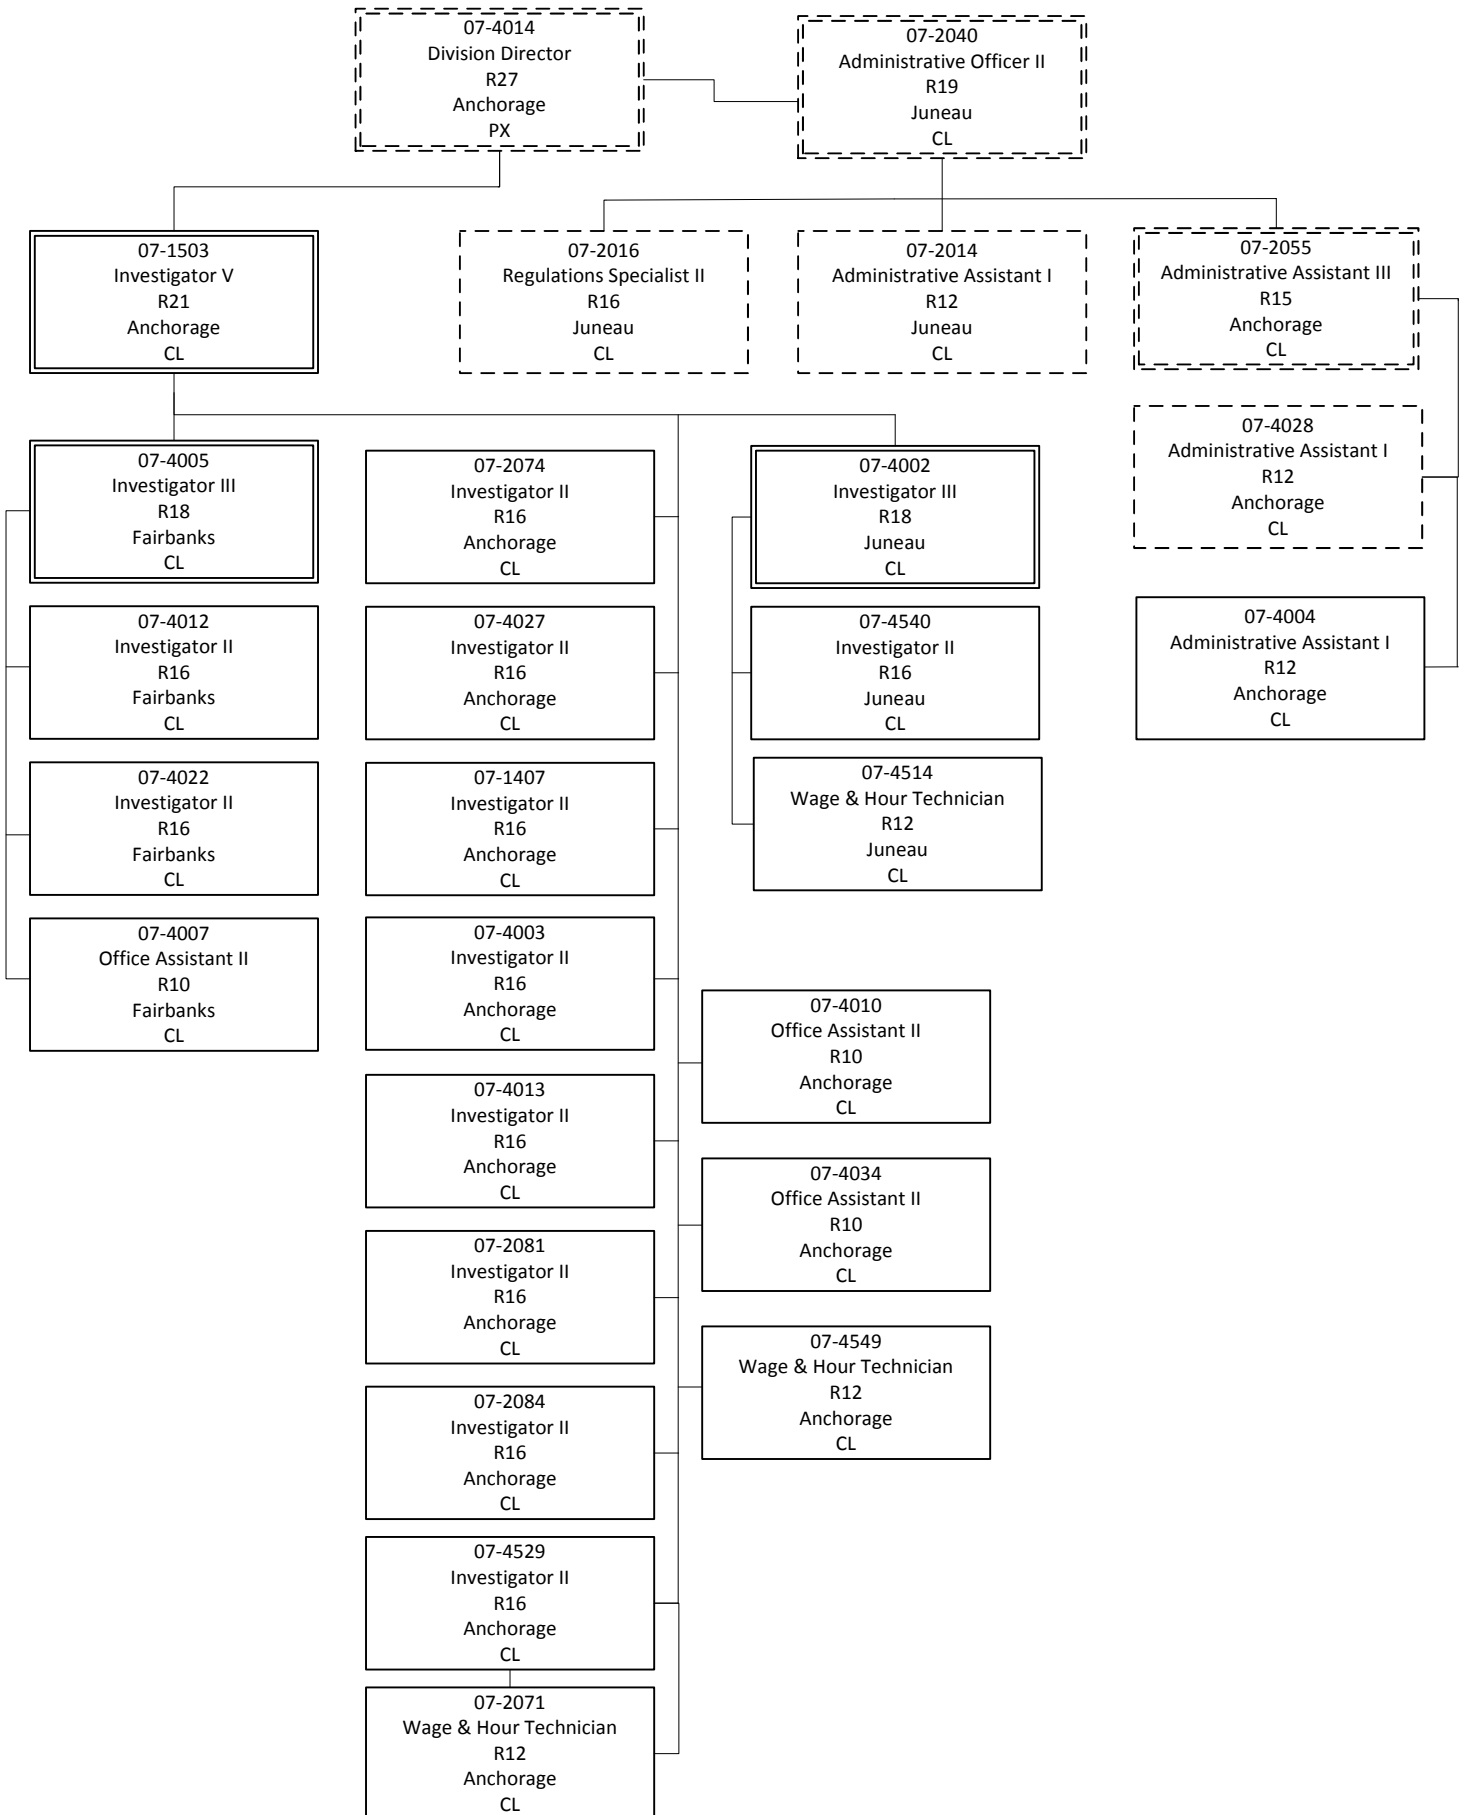 07-4014
Division Director
R27
Anchorage
PX
07-2040
Administrative Officer II
R19
Juneau
CL
07-1503
Investigator V
R21
Anchorage
CL
07-2016
Regulations Specialist II
R16
Juneau
CL
07-2014
Administrative Assistant I
R12
Juneau
CL
07-2055
Administrative Assistant III
R15
Anchorage
CL
07-4028
Administrative Assistant I
R12
Anchorage
CL
07-4004
Administrative Assistant I
R12
Anchorage
CL
07-4005
Investigator III
R18
Fairbanks
CL
07-4012
Investigator II
R16
Fairbanks
CL
07-4022
Investigator II
R16
Fairbanks
CL
07-4007
Office Assistant II
R10
Fairbanks
CL
07-2074
Investigator II
R16
Anchorage
CL
07-4027
Investigator II
R16
Anchorage
CL
07-1407
Investigator II
R16
Anchorage
CL
07-4003
Investigator II
R16
Anchorage
CL
07-4013
Investigator II
R16
Anchorage
CL
07-2081
Investigator II
R16
Anchorage
CL
07-2084
Investigator II
R16
Anchorage
CL
07-4529
Investigator II
R16
Anchorage
CL
07-2071
Wage & Hour Technician
R12
Anchorage
CL
07-4002
Investigator III
R18
Juneau
CL
07-4540
Investigator II
R16
Juneau
CL
07-4514
Wage & Hour Technician
R12
Juneau
CL
07-4010
Office Assistant II
R10
Anchorage
CL
07-4034
Office Assistant II
R10
Anchorage
CL
07-4549
Wage & Hour Technician
R12
Anchorage
CL